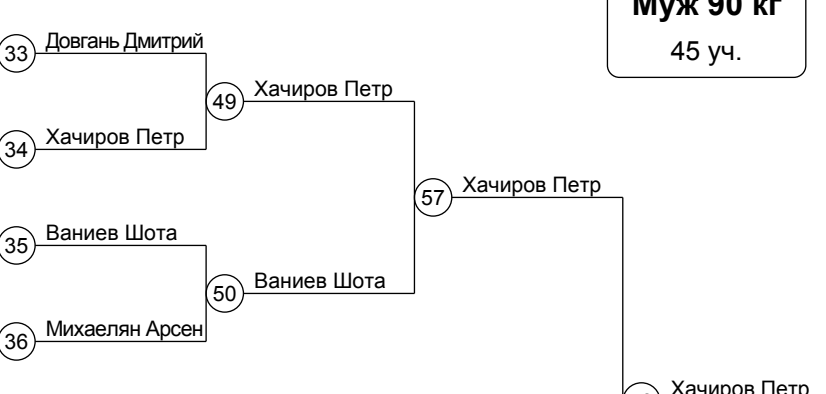 Муж 90 кг
45 уч.
33 Довгань Дмитрий
49 Хачиров Петр
34 Хачиров Петр
57 Хачиров Петр
35 Ваниев Шота
50 Ваниев Шота
36 Михаелян Арсен
Хачиров Петр